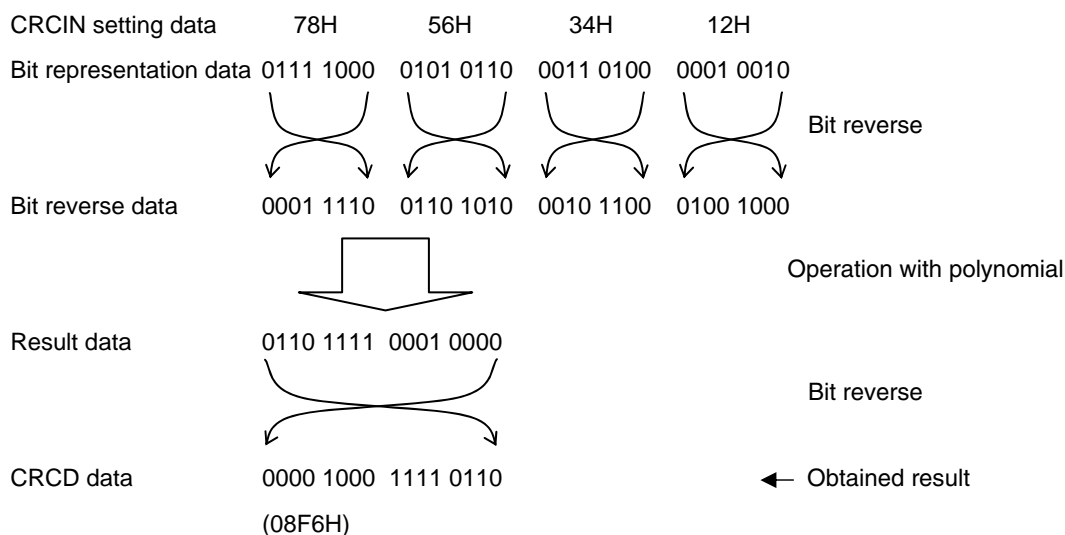 CRCIN setting data 78H 56H 34H 12H
Bit representation data 0111 1000 0101 0110 0011 0100 0001 0010
Bit reverse
Bit reverse data 0001 1110 0110 1010 0010 1100 0100 1000
Operation with polynomial
Result data 0110 1111 0001 0000
Bit reverse
CRCD data 0000 1000 1111 0110 Obtained result
(08F6H)